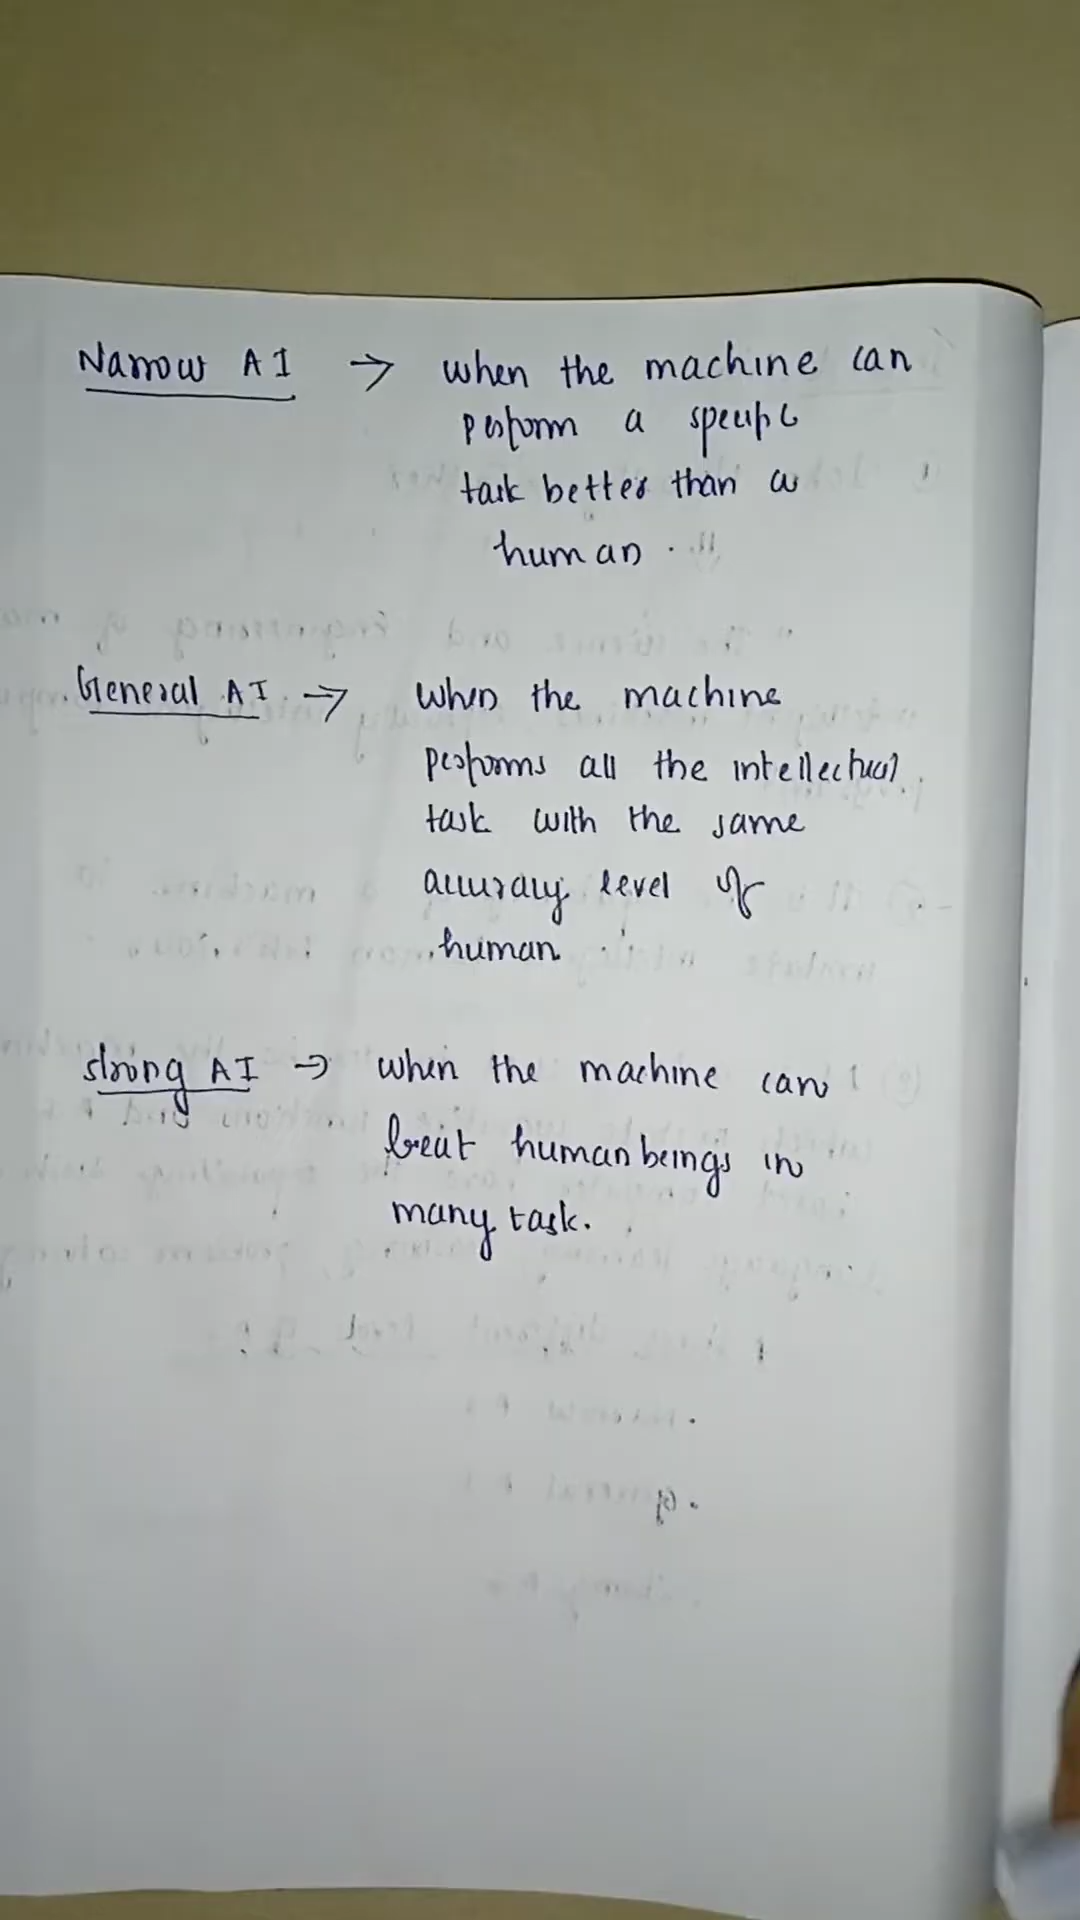 Narrow AI → when the machine can
perform a specific
task better than a
human.
General AI → when the machine
performs all the intellectual
task with the same
accuracy level of
human.
Strong AI → when the machine can
beat human beings in
many task.